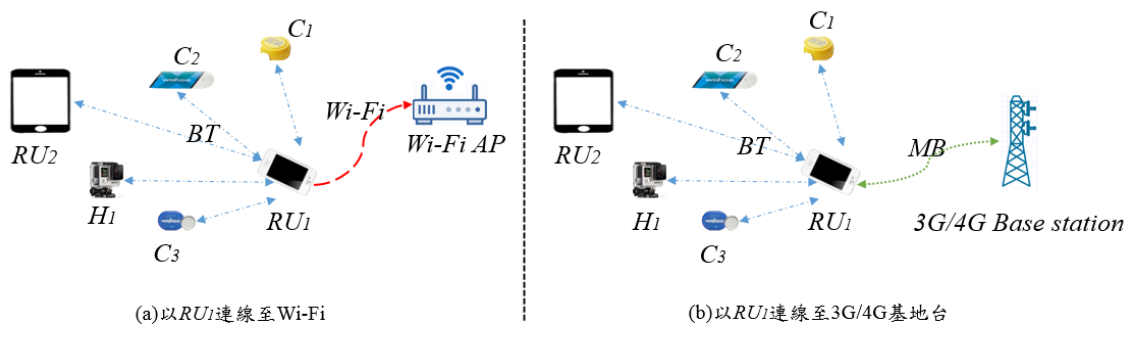 C1
C2
RU2
BT
Wi-Fi
Wi-Fi AP
H1
wahoo
RU1
C3
(a)以RU1連線至Wi-Fi
C1
C2
RU2
BT
MB
H1
wahoo
RU1
3G/4G Base station
C3
(b)以RU1連線至3G/4G基地台